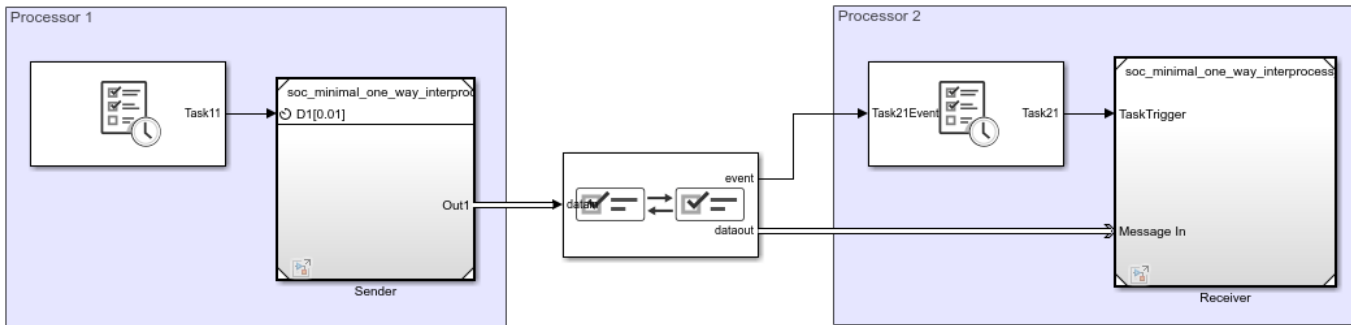 Processor 1
Task11
soc_minimal_one_way_interproc
D1[0.01]
Out1
Sender
datain
event
dataout
Processor 2
Task21Event
Task21
soc_minimal_one_way_interprocess
TaskTrigger
Message In
Receiver